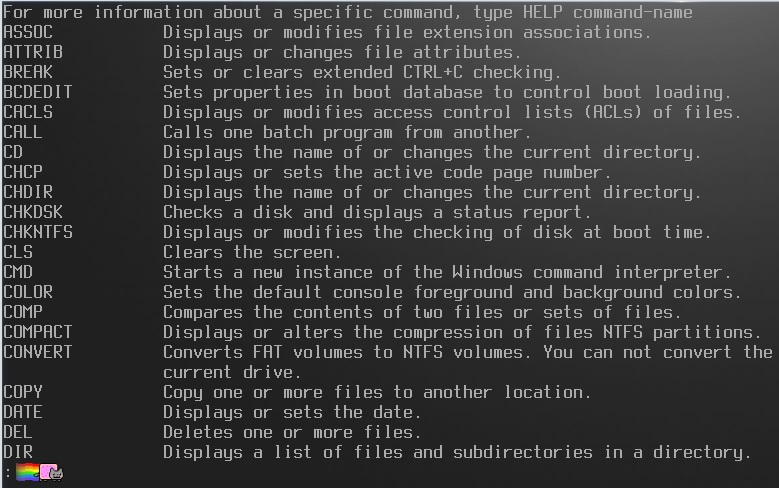 For more information about a specific command, type HELP command-name
ASSOC Displays or modifies file extension associations.
ATTRIB Displays or changes file attributes.
BREAK Sets or clears extended CTRL+C checking.
BCDEDIT Sets properties in boot database to control boot loading.
CACLS Displays or modifies access control lists (ACLs) of files.
CALL Calls one batch program from another.
CD Displays the name of or changes the current directory.
CHCP Displays or sets the active code page number.
CHDIR Displays the name of or changes the current directory.
CHKDSK Checks a disk and displays a status report.
CHKNTFS Displays or modifies the checking of disk at boot time.
CLS Clears the screen.
CMD Starts a new instance of the Windows command interpreter.
COLOR Sets the default console foreground and background colors.
COMP Compares the contents of two files or sets of files.
COMPACT Displays or alters the compression of files NTFS partitions.
CONVERT Converts FAT volumes to NTFS volumes. You can not convert the
current drive.
COPY Copy one or more files to another location.
DATE Displays or sets the date.
DEL Deletes one or more files.
DIR Displays a list of files and subdirectories in a directory.
: